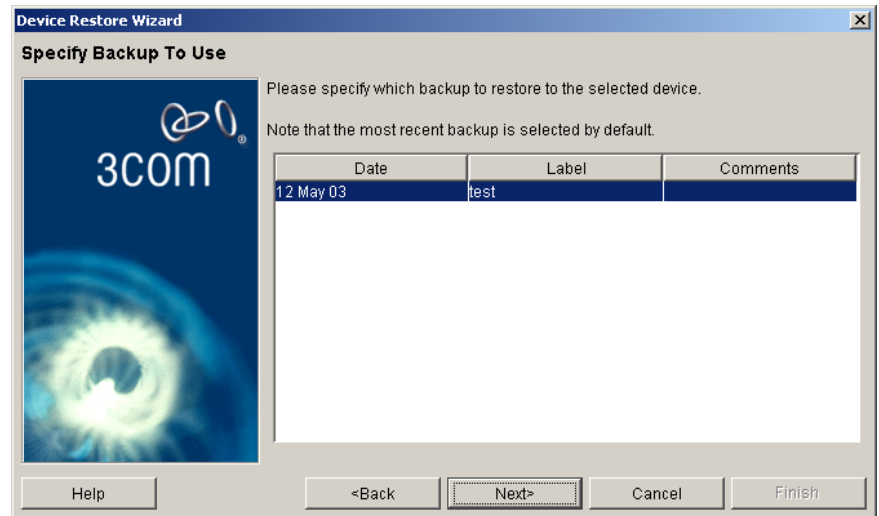 Device Restore Wizard
Specify Backup To Use
3COM
®
Please specify which backup to restore to the selected device.
Note that the most recent backup is selected by default.
Date Label Comments
12 May 03 test
Help <Back Next> Cancel Finish